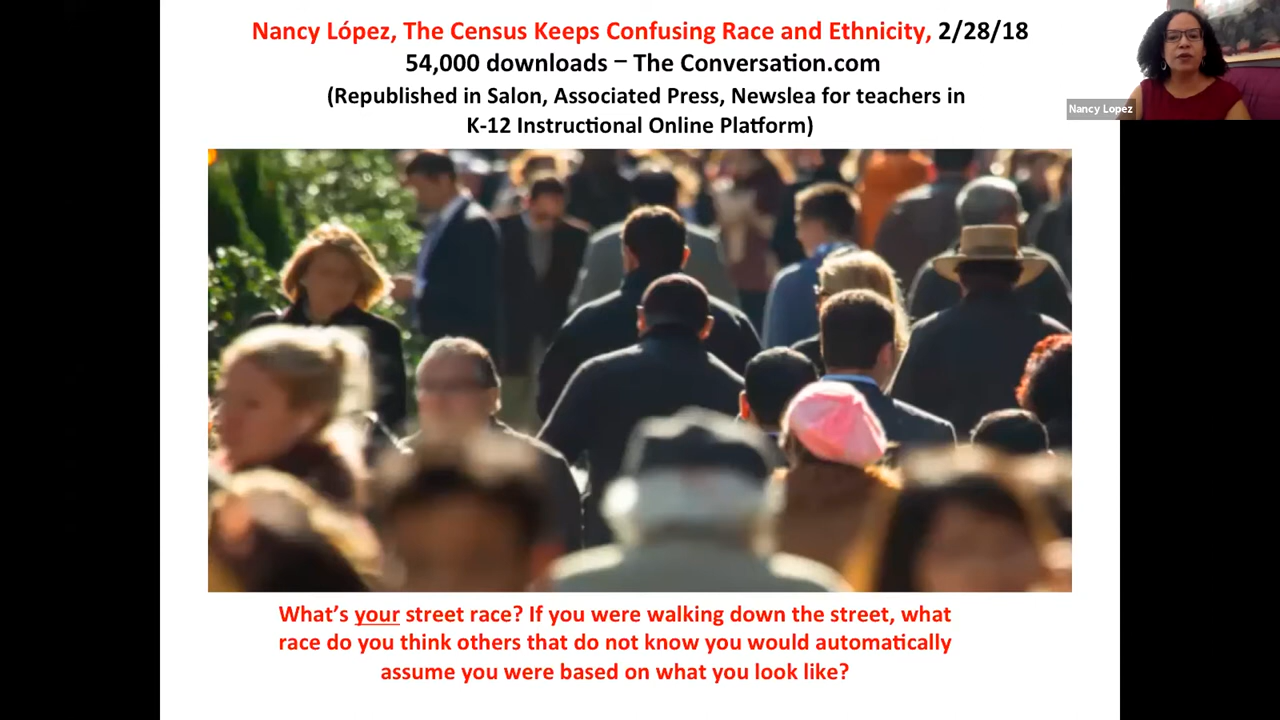 Nancy López, The Census Keeps Confusing Race and Ethnicity, 2/28/18
54,000 downloads – The Conversation.com
(Republished in Salon, Associated Press, Newslea for teachers in
K-12 Instructional Online Platform)
Nancy Lopez
What's your street race? If you were walking down the street, what
race do you think others that do not know you would automatically
assume you were based on what you look like?